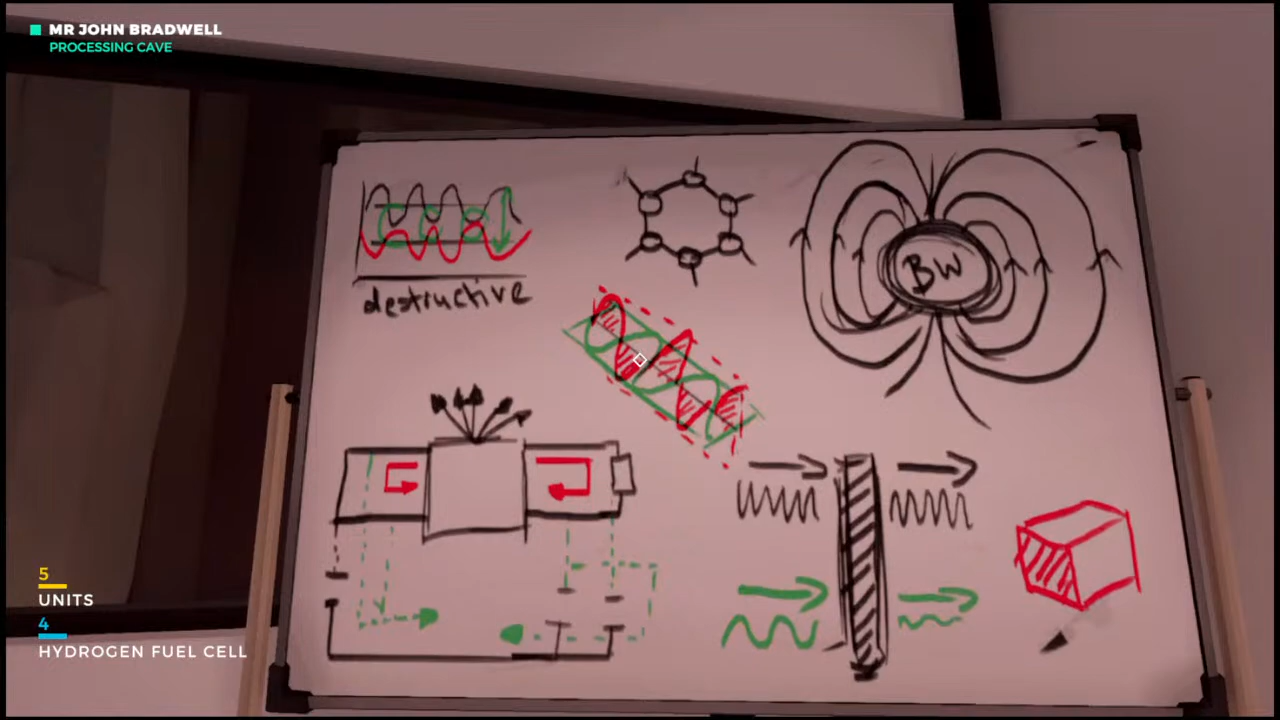 MR JOHN BRADWELL
PROCESSING CAVE
destructive
BW
5
UNITS
4
HYDROGEN FUEL CELL